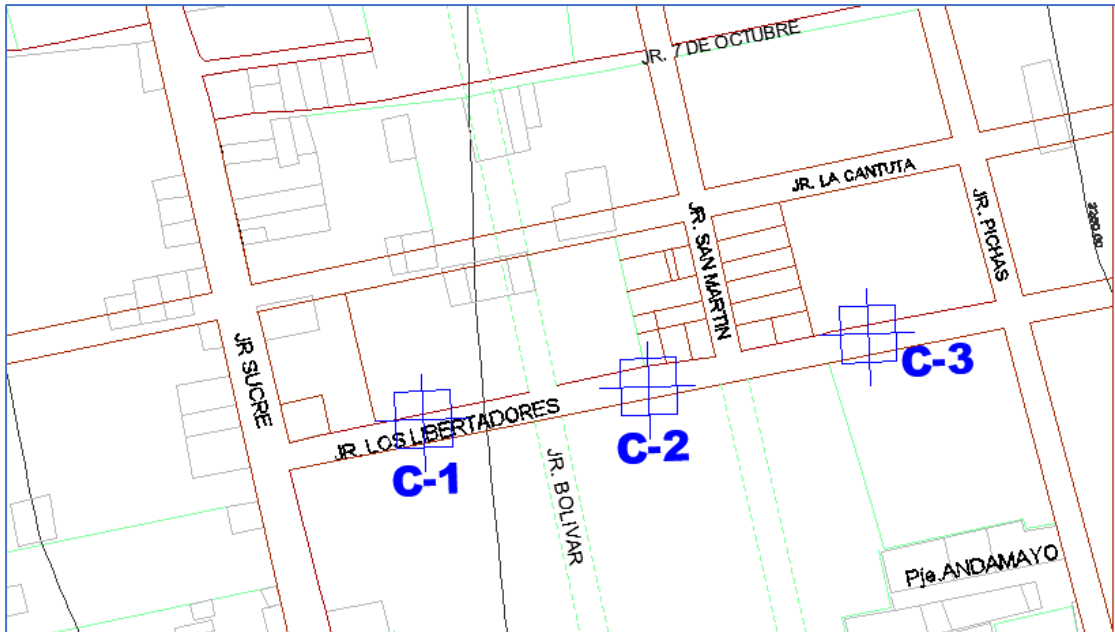 JR. 7 DE OCTUBRE
JR. LA CANTUTA
JR. SAN MARTIN
JR. PICHAS
JR SUCRE
C-3
JR. LOS LIBERTADORES
C-2
C-1
JR. BOLIVAR
Pje.ANDAMAYO